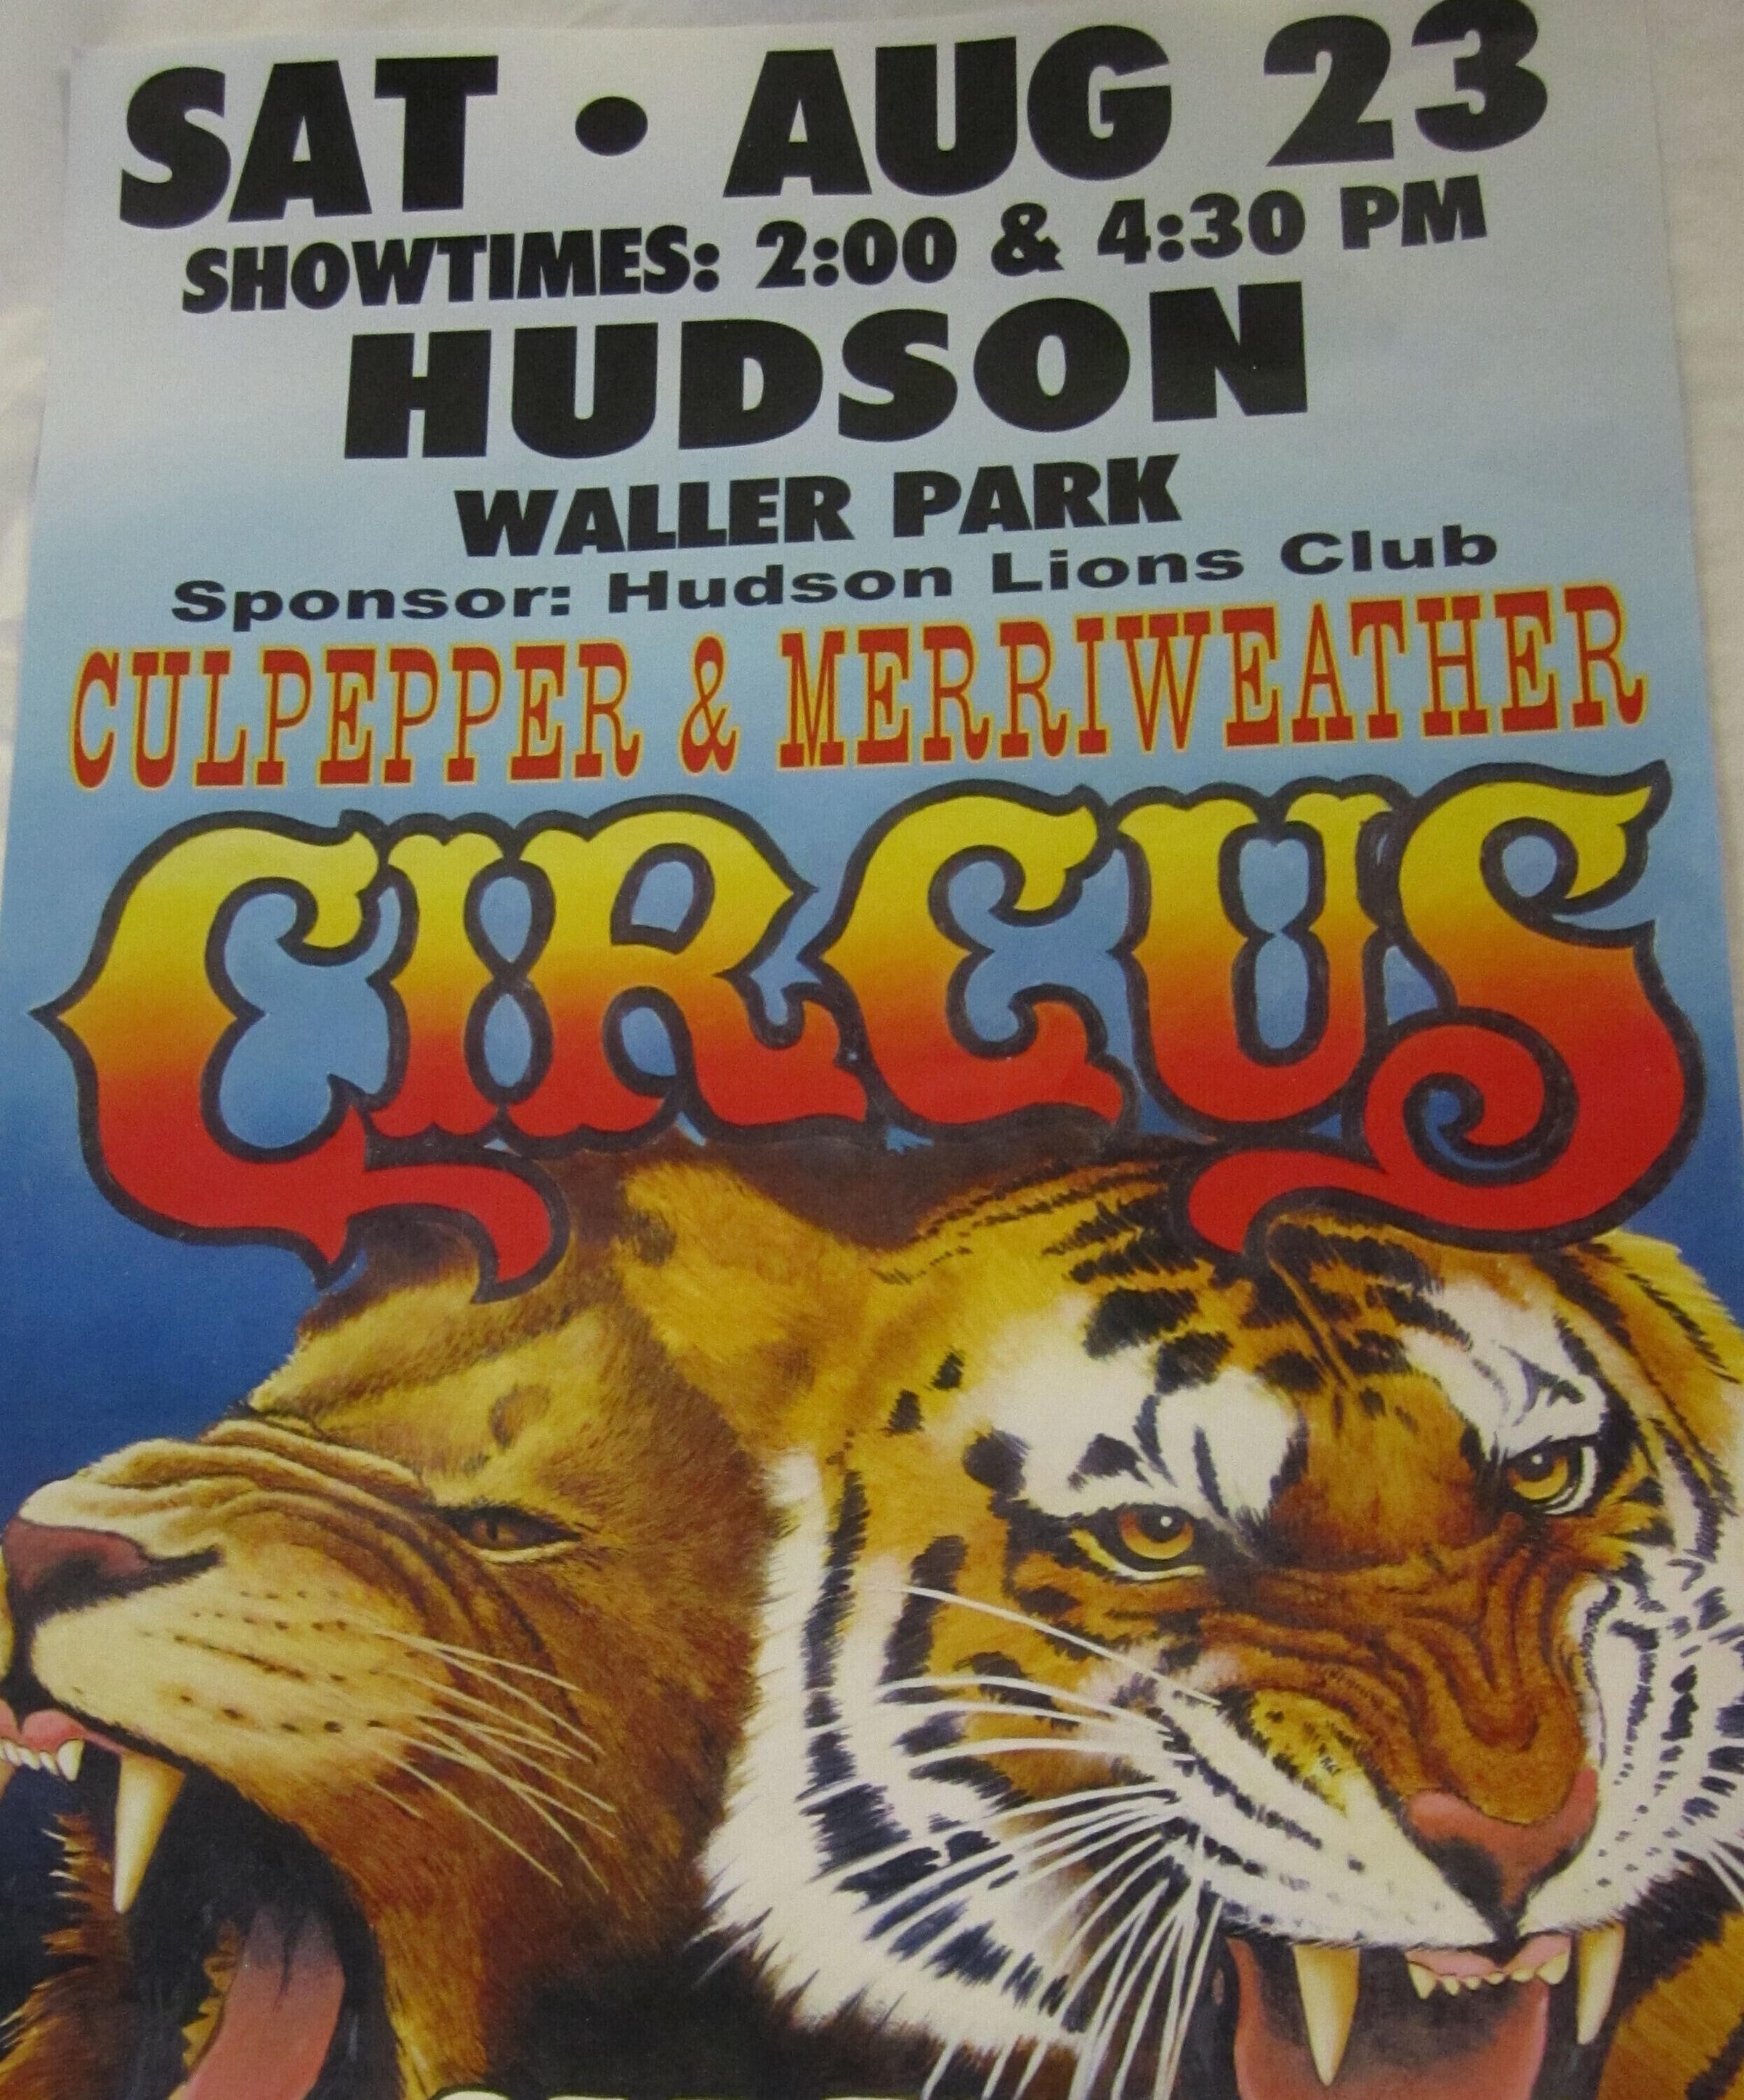 SAT • AUG 23
SHOWTIMES: 2:00 & 4:30 PM
HUDSON
WALLER PARK
Sponsor: Hudson Lions Club
CULPEPPER & MERRIWEATHER
CIRCUS